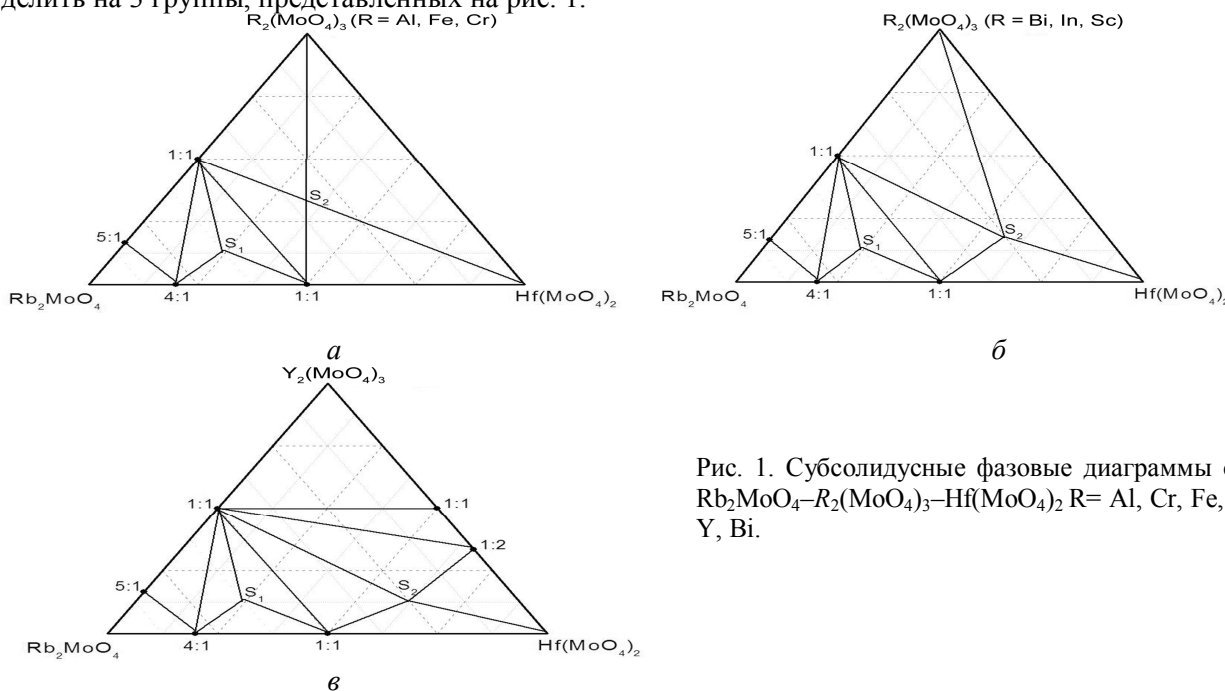 делить на 3 группы, представленных на рис. 1.
R₂(MoO₄)₃ (R = Al, Fe, Cr)
1:1
S₂
5:1
S₁
Rb₂MoO₄
4:1
1:1
Hf(MoO₄)₂
а
R₂(MoO₄)₃ (R = Bi, In, Sc)
1:1
5:1
S₁
S₂
Rb₂MoO₄
4:1
1:1
Hf(MoO₄)₂
б
Y₂(MoO₄)₃
1:1
1:1
1:2
5:1
S₁
S₂
Rb₂MoO₄
4:1
1:1
Hf(MoO₄)₂
в
Рис. 1. Субсолидусные фазовые диаграммы
Rb₂MoO₄–R₂(MoO₄)₃–Hf(MoO₄)₂ R= Al, Cr, Fe,
Y, Bi.